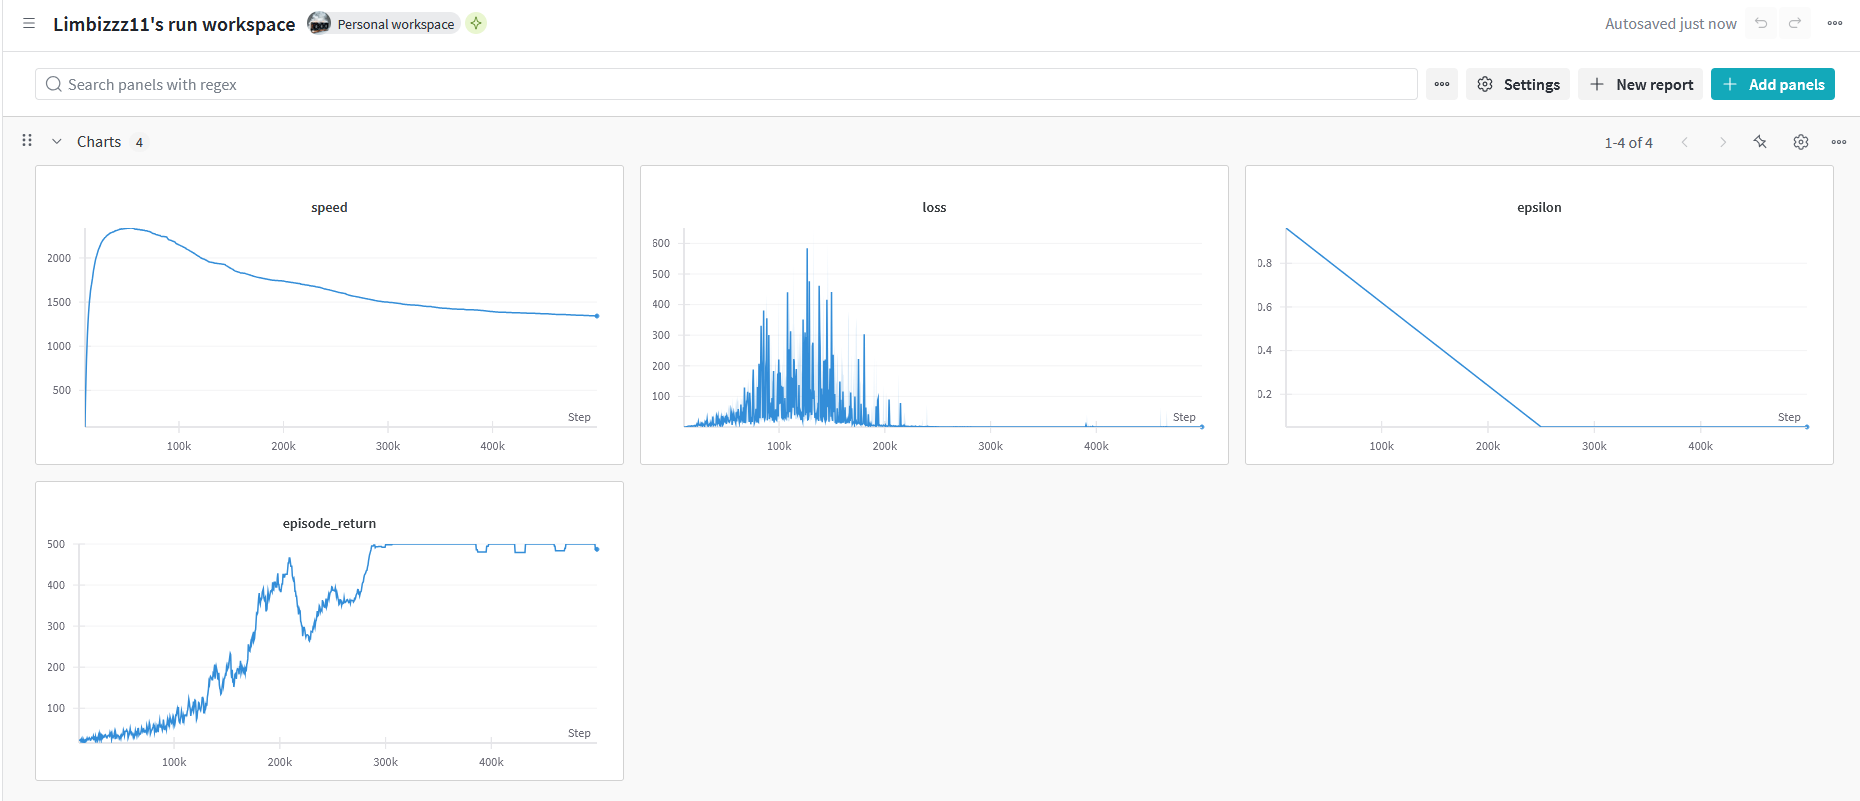 Limbizzz11's run workspace Personal workspace Autosaved just now
Search panels with regex Settings New report Add panels
Charts 4 1-4 of 4
speed
2000
1500
1000
500
Step
100k 200k 300k 400k
loss
600
500
400
300
200
100
Step
100k 200k 300k 400k
epsilon
0.8
0.6
0.4
0.2
Step
100k 200k 300k 400k
episode_return
500
400
300
200
100
Step
100k 200k 300k 400k